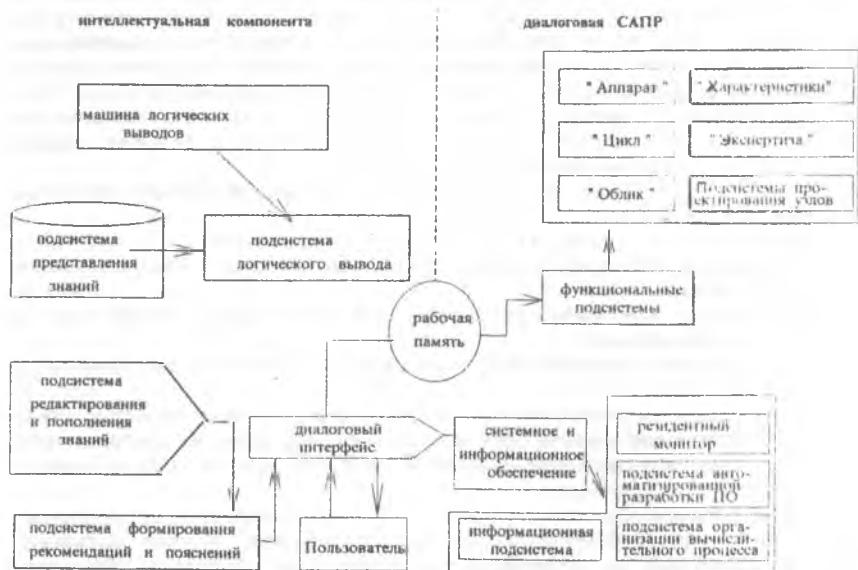 интеллектуальная компонента
диалоговая САПР
машина логических
выводов
" Аппарат "
" Характеристики"
" Цикл "
" Экспертиза "
" Облик "
Подсистемы про-
ектирования узлов
подсистема
представления
знаний
подсистема
логического вывода
рабочая
память
функциональные
подсистемы
подсистема
редактирования
и пополнения
знаний
диалоговый
интерфейс
системное и
информационное
обеспечение
резидентный
монитор
подсистема авто-
матизированной
разработки ПО
подсистема орга-
низации вычисли-
тельного процесса
подсистема формирования
рекомендаций и пояснений
Пользователь
информационная
подсистема